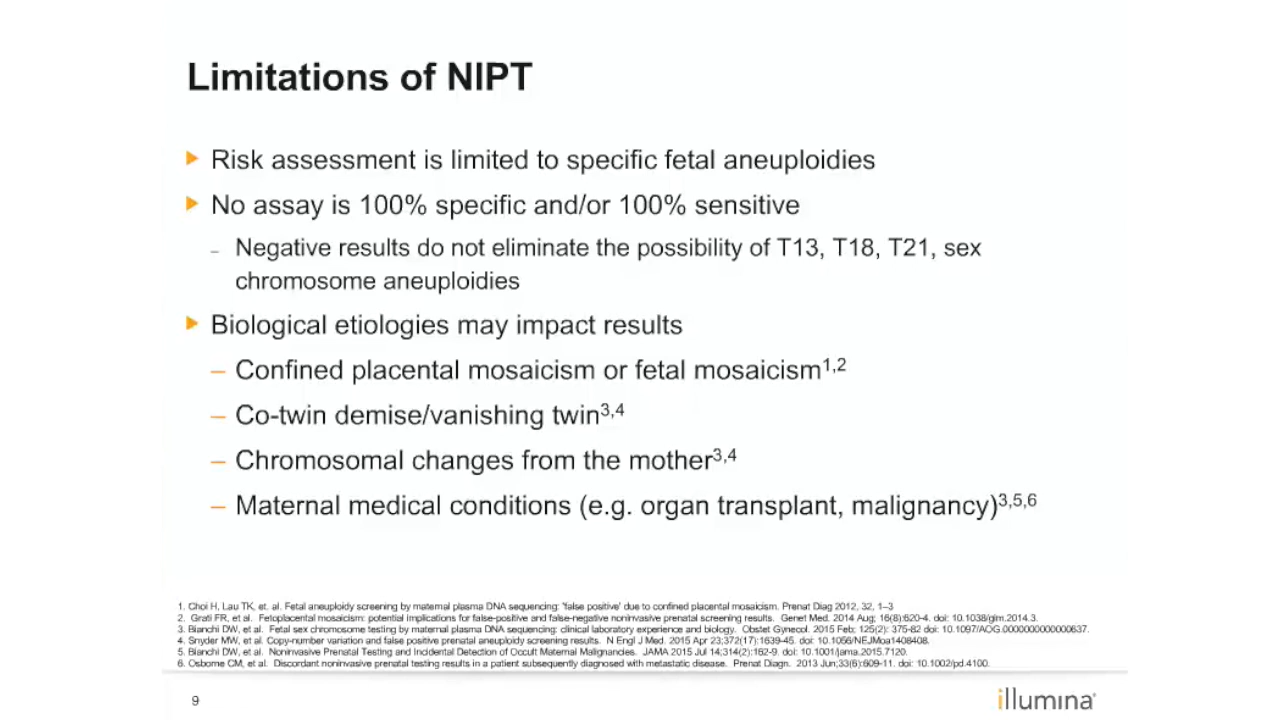 Limitations of NIPT
Risk assessment is limited to specific fetal aneuploidies
No assay is 100% specific and/or 100% sensitive
– Negative results do not eliminate the possibility of T13, T18, T21, sex
chromosome aneuploidies
Biological etiologies may impact results
– Confined placental mosaicism or fetal mosaicism1,2
– Co-twin demise/vanishing twin3,4
– Chromosomal changes from the mother3,4
– Maternal medical conditions (e.g. organ transplant, malignancy)3,5,6
1. Choi H, Lau TK, et. al. Fetal aneuploidy screening by maternal plasma DNA sequencing: 'false positive' due to confined placental mosaicism. Prenat Diag 2012, 32, 1–3
2. Grati FR, et al. Fetoplacental mosaicism: potential implications for false-positive and false-negative noninvasive prenatal screening results. Genet Med. 2014 Aug; 16(8):620-4. doi: 10.1038/gim.2014.3.
3. Bianchi DW, et al. Fetal sex chromosome testing by maternal plasma DNA sequencing: clinical laboratory experience and biology. Obstet Gynecol. 2015 Feb; 125(2): 375-82 doi: 10.1097/AOG.0000000000000637.
4. Snyder MW, et al. Copy-number variation and false positive prenatal aneuploidy screening results. N Engl J Med. 2015 Apr 23;372(17):1639-45. doi: 10.1056/NEJMoa1408408.
5. Bianchi DW, et al. Noninvasive Prenatal Testing and Incidental Detection of Occult Maternal Malignancies. JAMA 2015 Jul 14;314(2):162-9. doi: 10.1001/jama.2015.7120.
6. Osborne CM, et al. Discordant noninvasive prenatal testing results in a patient subsequently diagnosed with metastatic disease. Prenat Diagn. 2013 Jun;33(6):609-11. doi: 10.1002/pd.4100.
9
illumina®